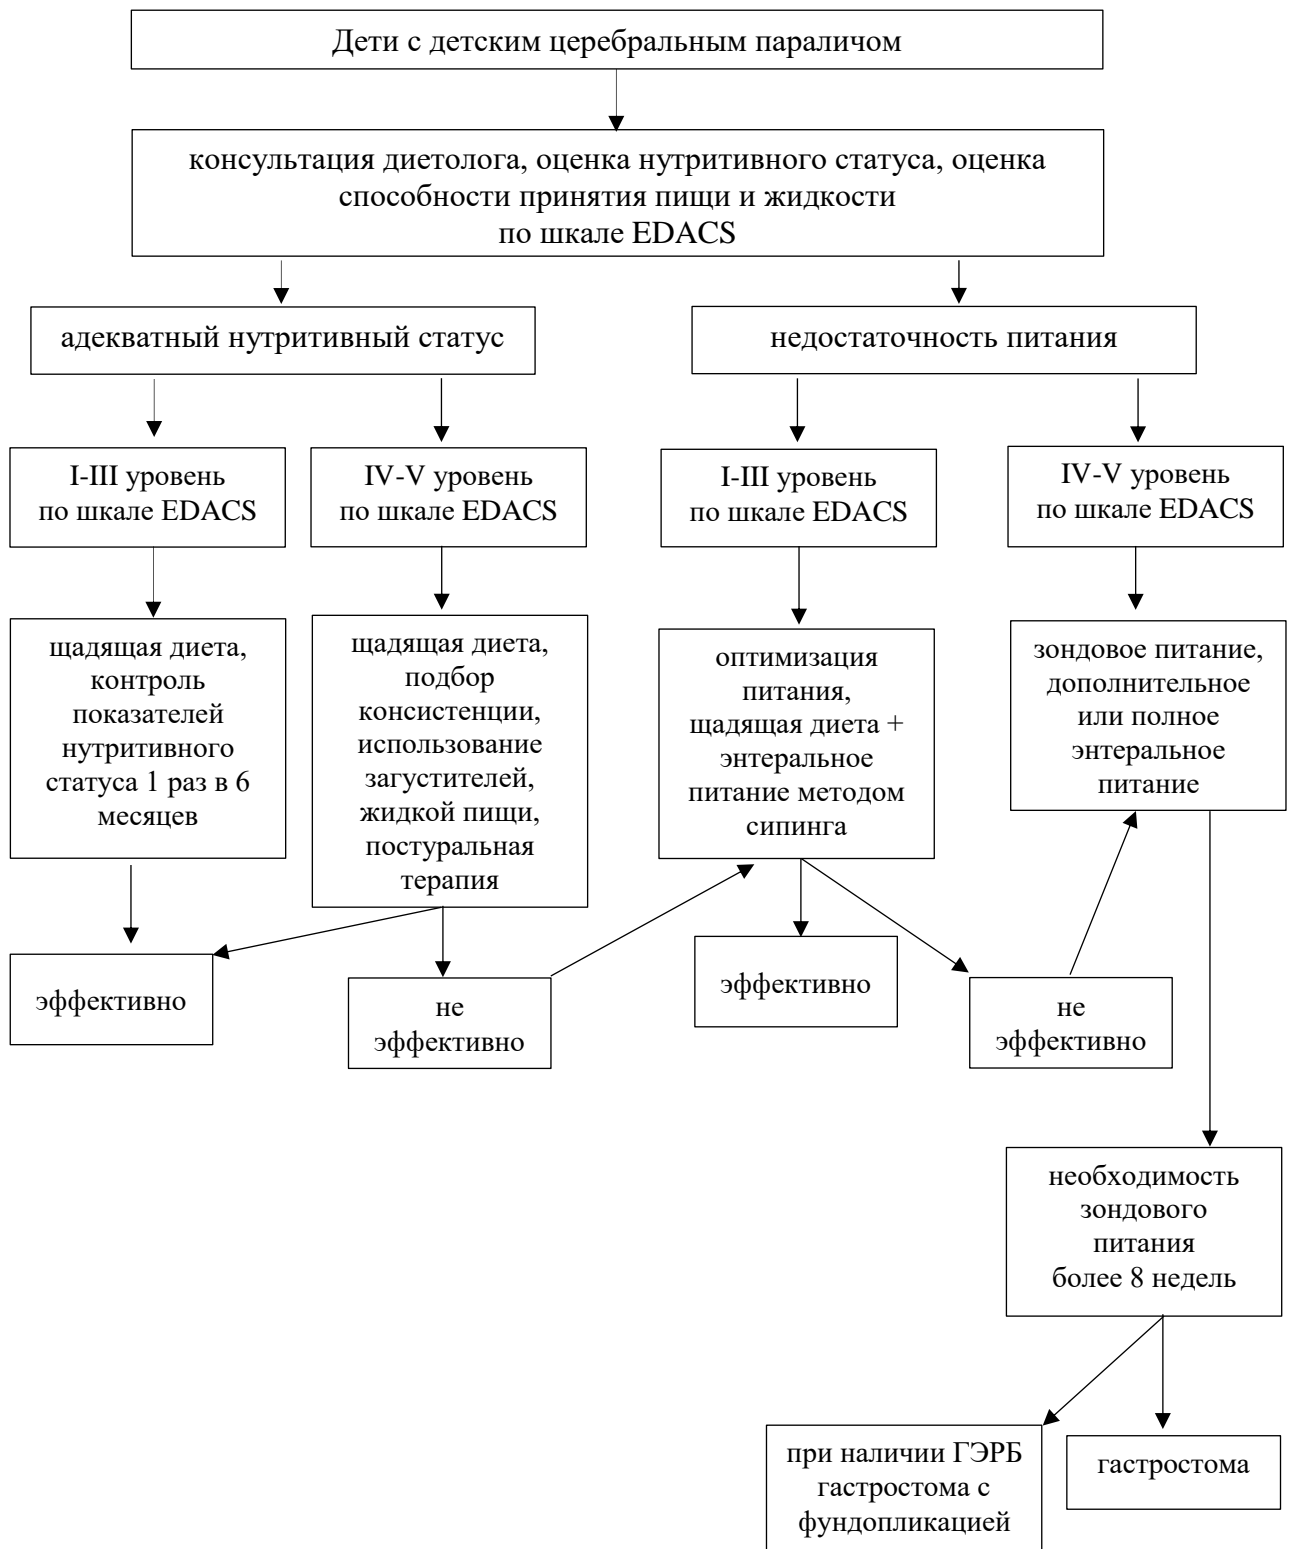 Дети с детским церебральным параличом
консультация диетолога, оценка нутритивного статуса, оценка
способности принятия пищи и жидкости
по шкале EDACS
адекватный нутритивный статус
недостаточность питания
I-III уровень
по шкале EDACS
IV-V уровень
по шкале EDACS
I-III уровень
по шкале EDACS
IV-V уровень
по шкале EDACS
щадящая диета,
контроль
показателей
нутритивного
статуса 1 раз в 6
месяцев
щадящая диета,
подбор
консистенции,
использование
загустителей,
жидкой пищи,
постуральная
терапия
оптимизация
питания,
щадящая диета +
энтеральное
питание методом
сипинга
зондовое питание,
дополнительное
или полное
энтеральное
питание
эффективно
не
эффективно
эффективно
не
эффективно
необходимость
зондового
питания
более 8 недель
при наличии ГЭРБ
гастростома с
фундопликацией
гастростома